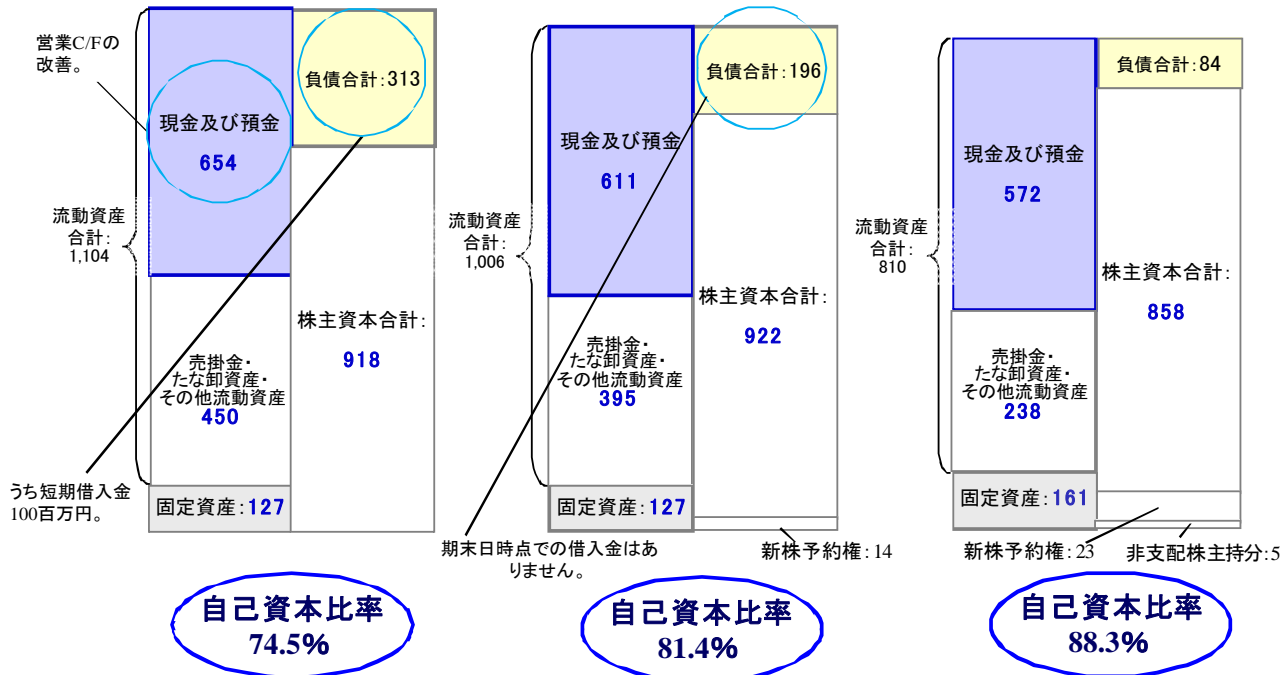 営業C/Fの
改善。
現金及び預金
654
負債合計:313
流動資産
合計:
1,104
株主資本合計:
918
売掛金・
たな卸資産・
その他流動資産
450
固定資産:127
うち短期借入金
100百万円。
自己資本比率
74.5%
負債合計:196
現金及び預金
611
流動資産
合計:
1,006
株主資本合計:
922
売掛金・
たな卸資産・
その他流動資産
395
固定資産:127
期末日時点での借入金はあ
りません。
新株予約権:14
自己資本比率
81.4%
負債合計:84
現金及び預金
572
流動資産
合計:
810
株主資本合計:
858
売掛金・
たな卸資産・
その他流動資産
238
固定資産:161
新株予約権:23
非支配株主持分:5
自己資本比率
88.3%